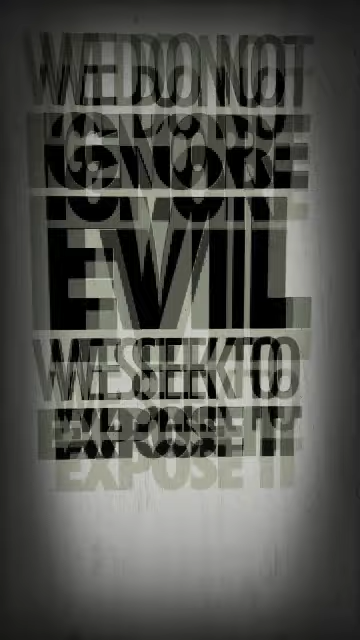 WE DO NOT
IGNORE
EVIL
WE SEEK TO
EXPOSE IT